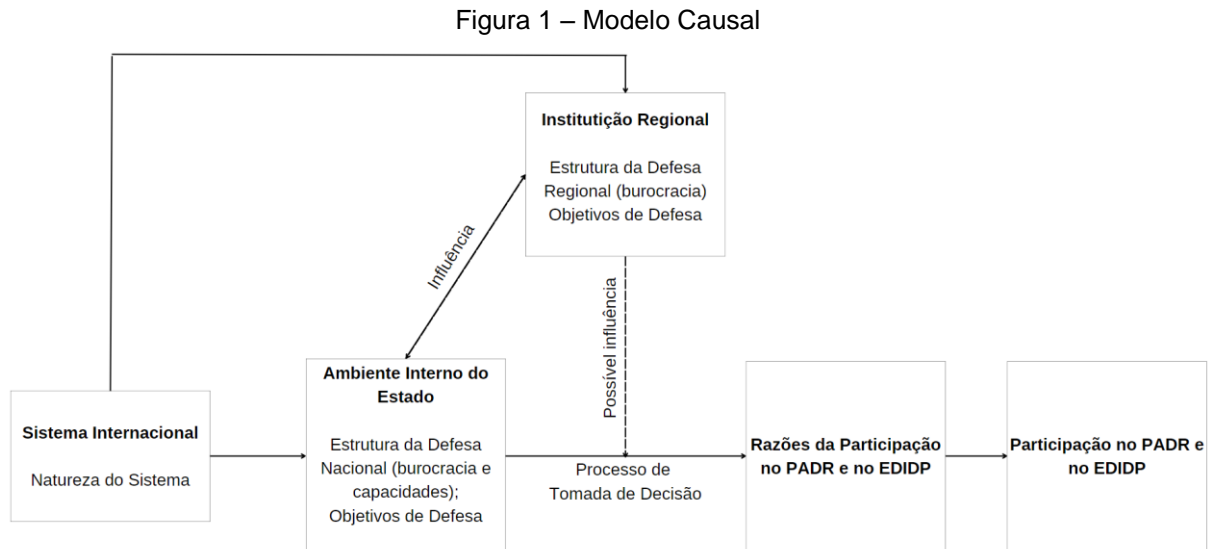 Figura 1 – Modelo Causal
Institutição Regional
Estrutura da Defesa
Regional (burocracia)
Objetivos de Defesa
Influência
Possível influência
Ambiente Interno do
Estado
Estrutura da Defesa
Nacional (burocracia e
capacidades);
Objetivos de Defesa
Sistema Internacional
Natureza do Sistema
Processo de
Tomada de Decisão
Razões da Participação
no PADR e no EDIDP
Participação no PADR e
no EDIDP